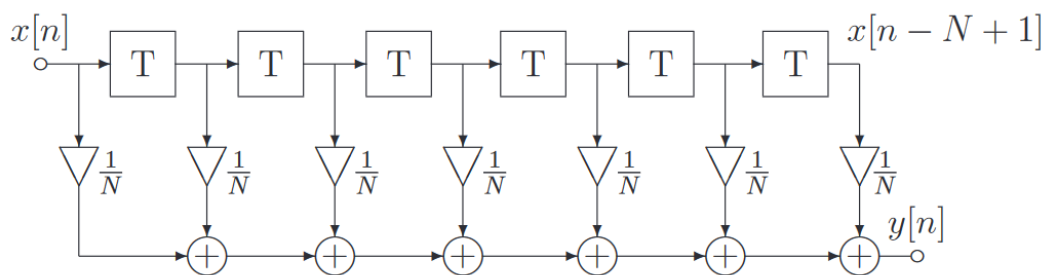 x[n]
x[n − N + 1]
T T T T T T
1/N 1/N 1/N 1/N 1/N 1/N 1/N
y[n]
+ + + + + +